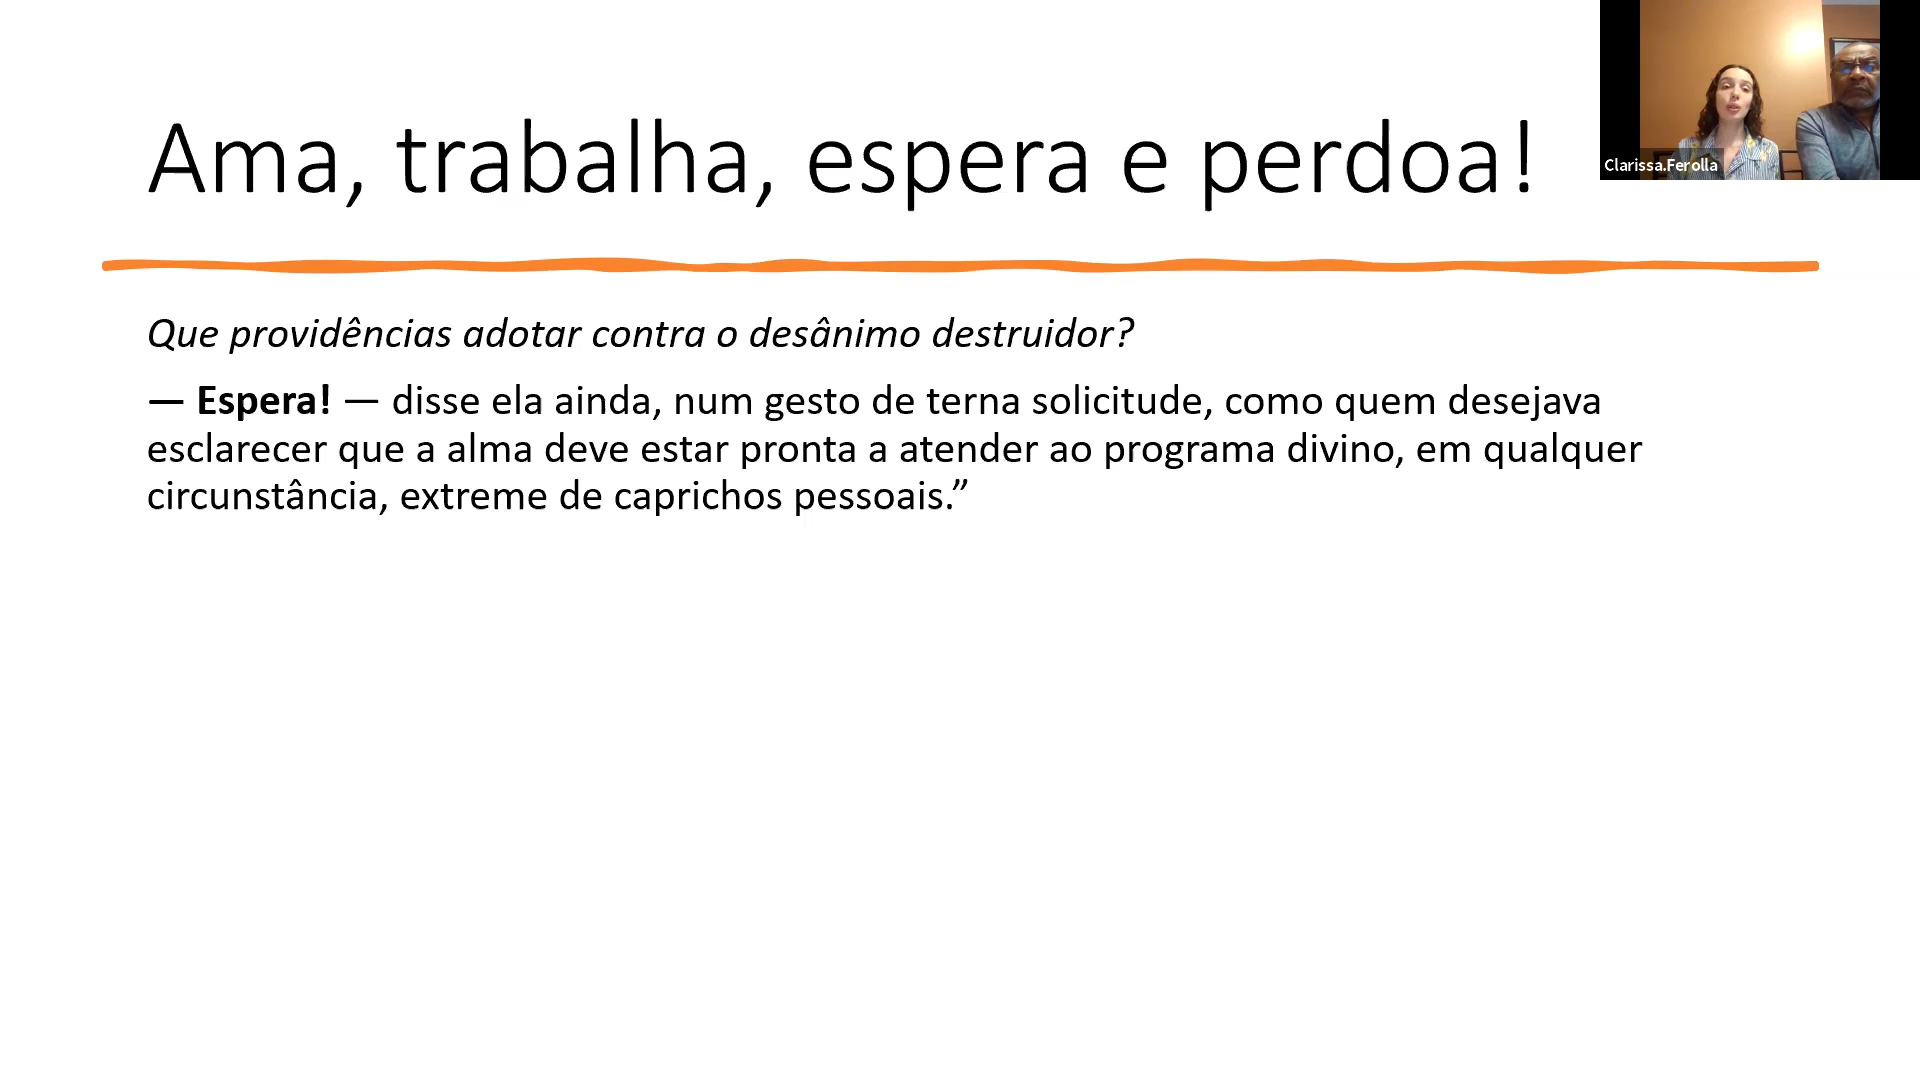 Ama, trabalha, espera e perdoa!
Clarissa.Ferolla
Que providências adotar contra o desânimo destruidor?
— Espera! — disse ela ainda, num gesto de terna solicitude, como quem desejava
esclarecer que a alma deve estar pronta a atender ao programa divino, em qualquer
circunstância, extreme de caprichos pessoais.”